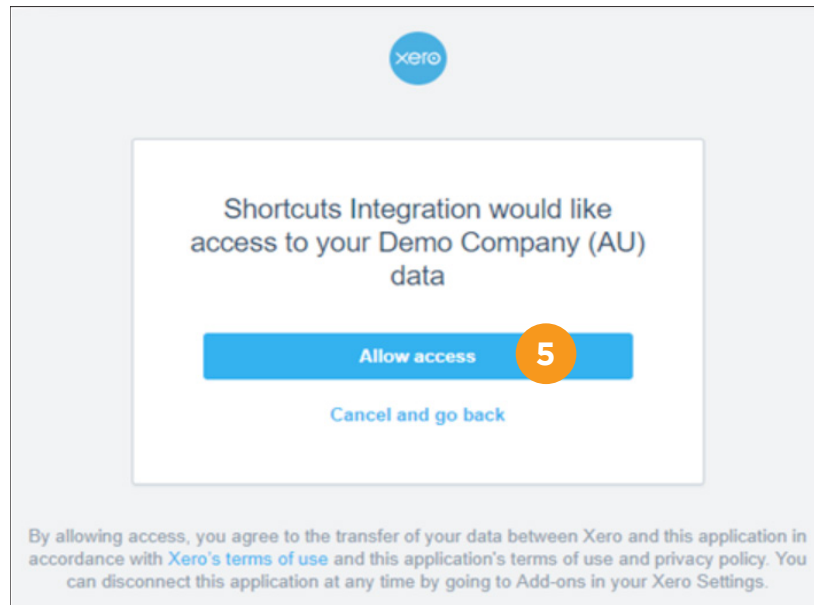 xero
Shortcuts Integration would like
access to your Demo Company (AU)
data
Allow access 5
Cancel and go back
By allowing access, you agree to the transfer of your data between Xero and this application in
accordance with Xero's terms of use and this application's terms of use and privacy policy. You
can disconnect this application at any time by going to Add-ons in your Xero Settings.